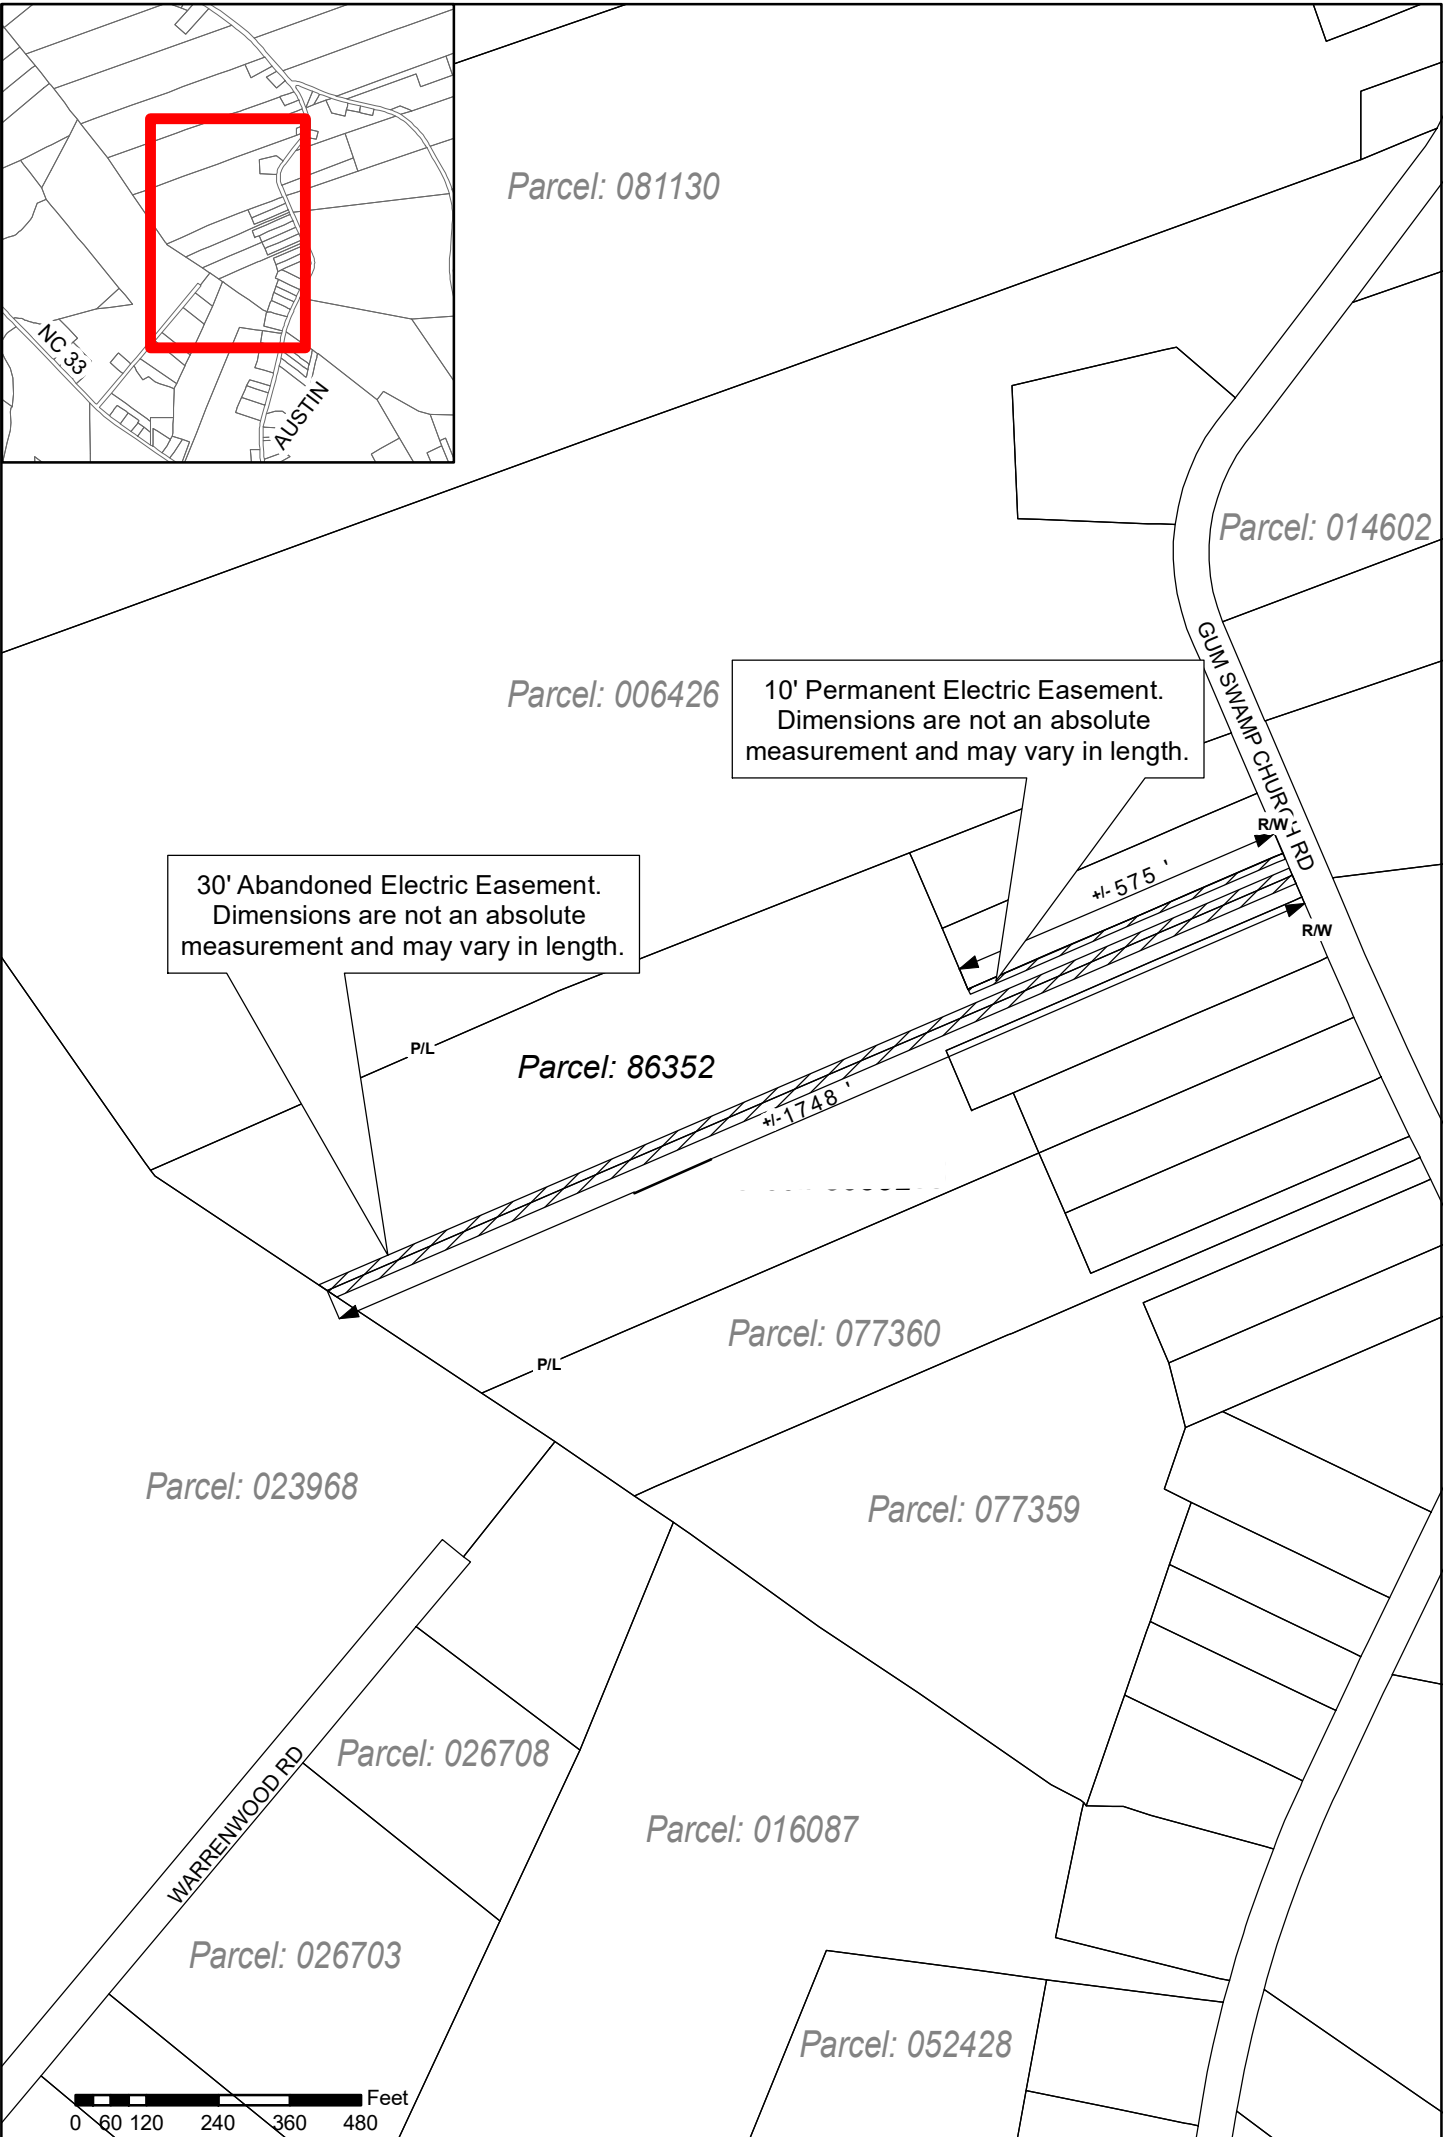 NC 33
AUSTIN
Parcel: 081130
Parcel: 014602
GUM SWAMP CHURCH RD
Parcel: 006426
10' Permanent Electric Easement.
Dimensions are not an absolute
measurement and may vary in length.
R/W
+/-575 '
30' Abandoned Electric Easement.
Dimensions are not an absolute
measurement and may vary in length.
R/W
P/L
Parcel: 86352
+/-1748 '
Parcel: 077360
P/L
Parcel: 023968
Parcel: 077359
Parcel: 026708
WARRENWOOD RD
Parcel: 016087
Parcel: 026703
Parcel: 052428
Feet
0 60 120 240 360 480